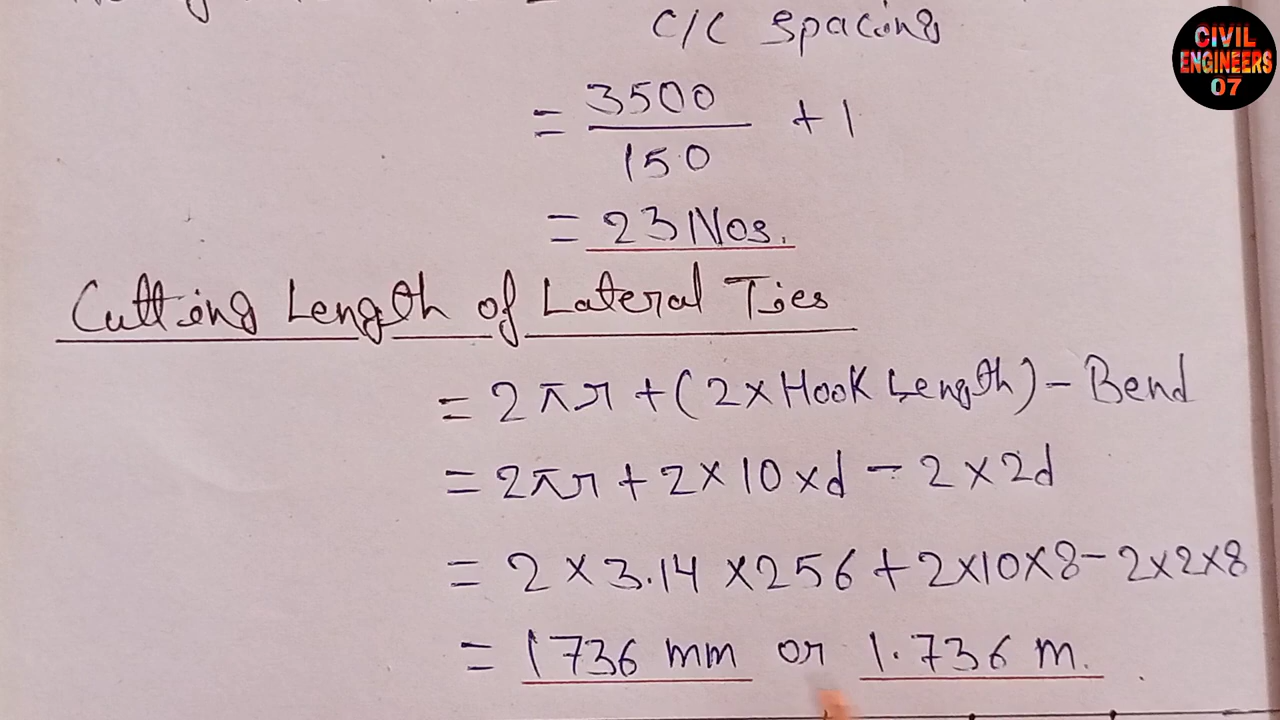 C/C spacing
= 3500 / 150 + 1
= 23 Nos.
Cutting Length of Lateral Ties
= 2πr + (2 × Hook Length) - Bend
= 2πr + 2 × 10 × d - 2 × 2d
= 2 × 3.14 × 256 + 2×10×8 - 2×2×8
= 1736 mm or 1.736 m.
CIVIL
ENGINEERS
07